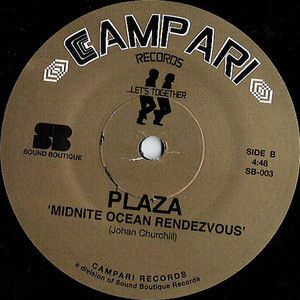 CAMPARI
RECORDS
...LET'S TOGETHER
SB
SOUND BOUTIQUE
SIDE B
4:48
SB-003
PLAZA
'MIDNITE OCEAN RENDEZVOUS'
(Johan Churchill)
CAMPARI RECORDS
a division of Sound Boutique Records